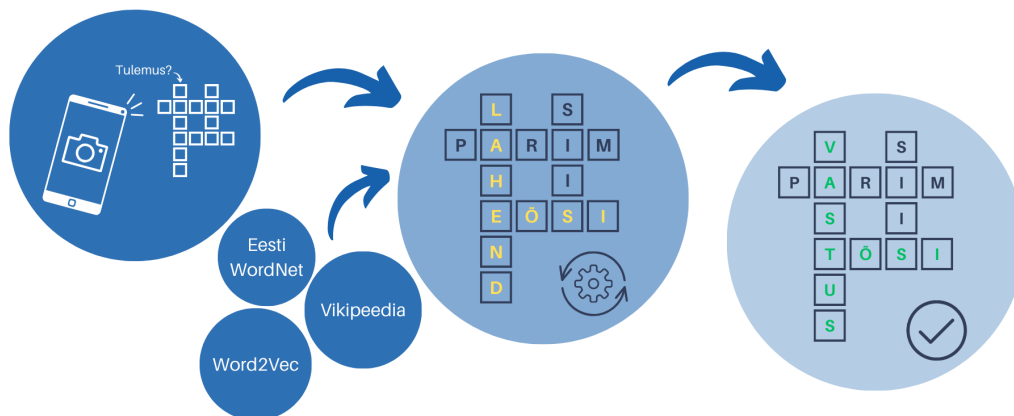 Tulemus?
Eesti
WordNet
Vikipeedia
Word2Vec
L S
P A R I M
H I
E Õ S I
N
D
V S
P A R I M
S I
T Õ S I
U
S